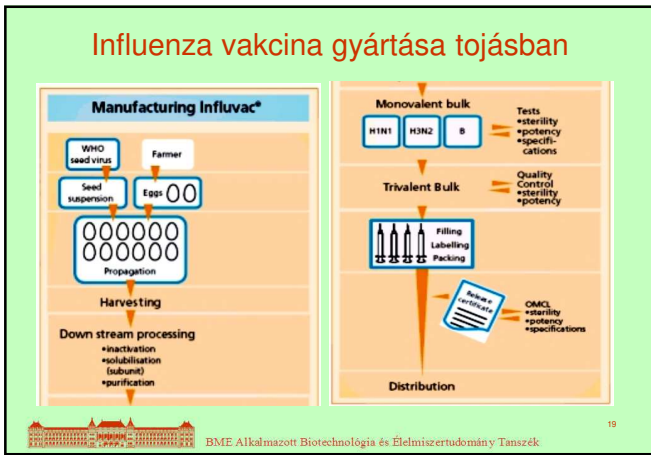 Influenza vakcina gyártása tojásban
Manufacturing Influvac®
WHO
seed virus
Farmer
Seed
suspension
Eggs
Propagation
Harvesting
Down stream processing
•inactivation
•solubilisation
(subunit)
•purification
Monovalent bulk
H1N1
H3N2
B
Tests
•sterility
•potency
•specifi-
cations
Trivalent Bulk
Quality
Control
•sterility
•potency
Filling
Labelling
Packing
Release
certificate
OMCL
•sterility
•potency
•specifications
Distribution
BME Alkalmazott Biotechnológia és Élelmiszertudomány Tanszék
19